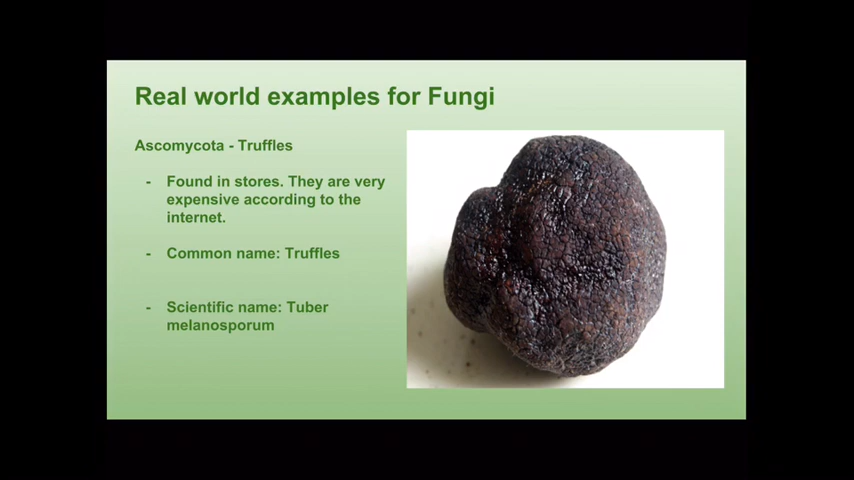 Real world examples for Fungi
Ascomycota - Truffles
- Found in stores. They are very
expensive according to the
internet.
- Common name: Truffles
- Scientific name: Tuber
melanosporum